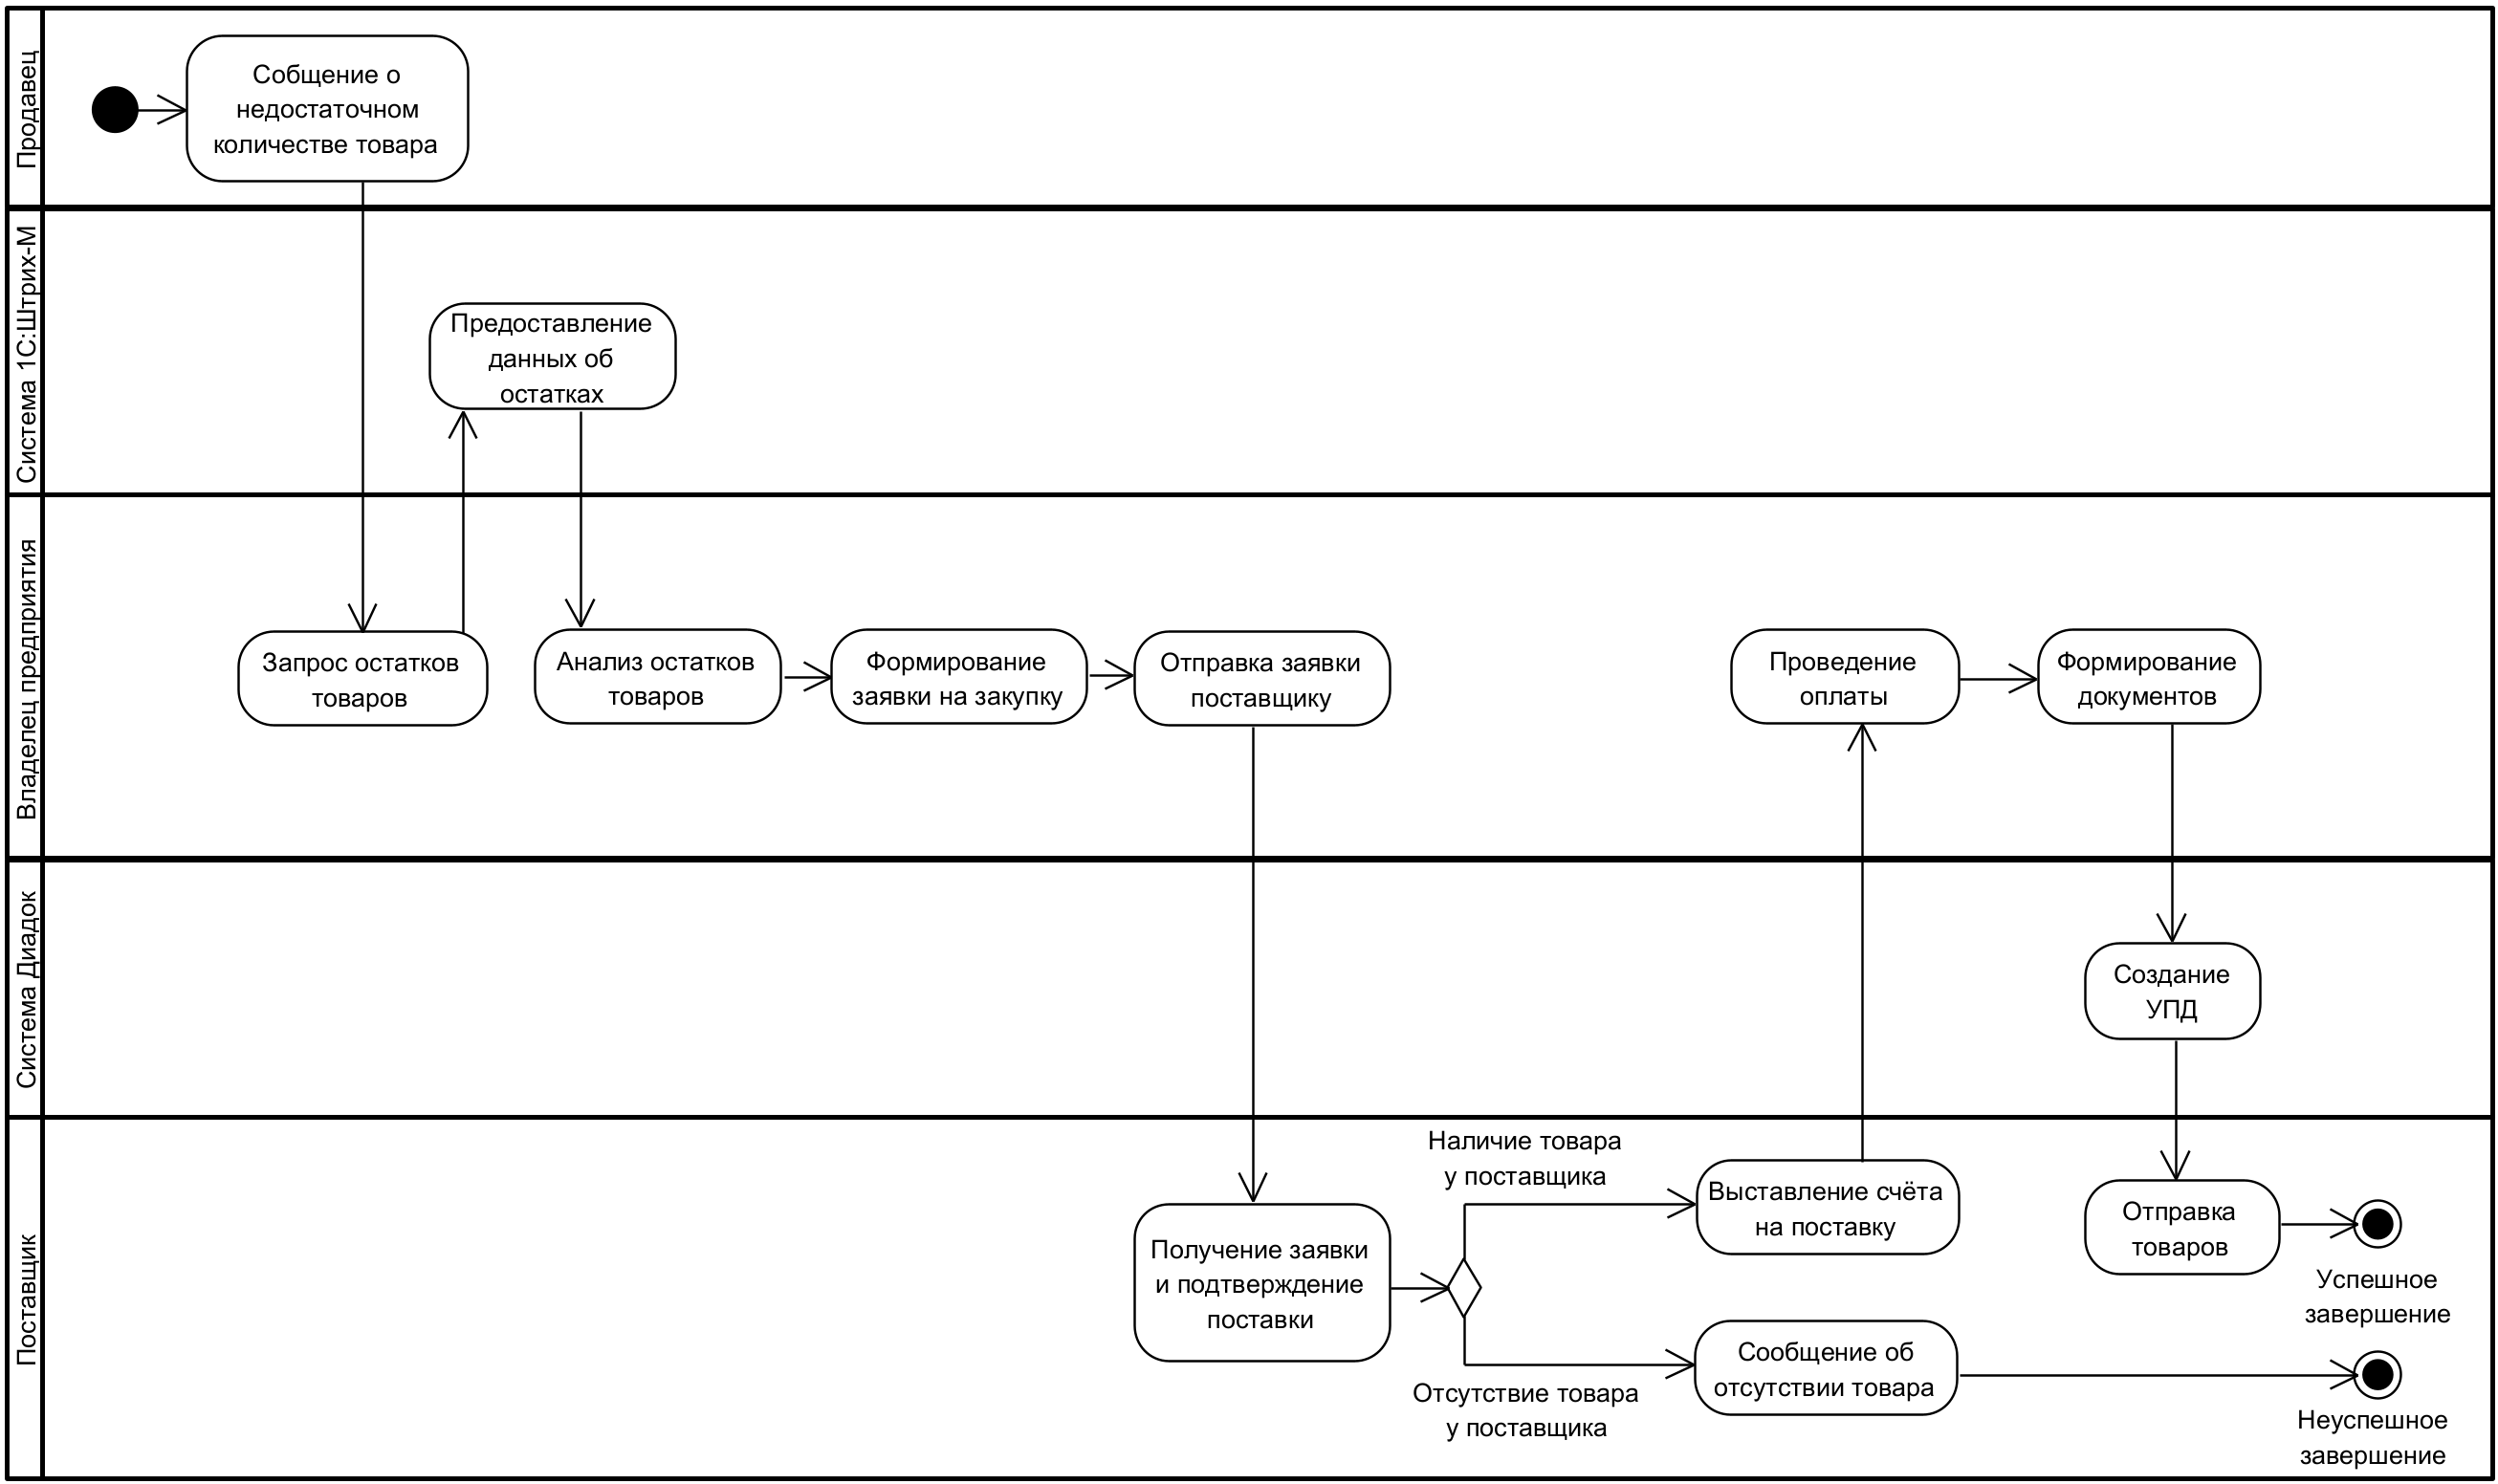 Продавец
Собщение о
недостаточном
количестве товара
Система 1С:Штрих-М
Предоставление
данных об
остатках
Владелец предприятия
Запрос остатков
товаров
Анализ остатков
товаров
Формирование
заявки на закупку
Отправка заявки
поставщику
Проведение
оплаты
Формирование
документов
Система Диадок
Создание
УПД
Поставщик
Получение заявки
и подтверждение
поставки
Наличие товара
у поставщика
Выставление счёта
на поставку
Отсутствие товара
у поставщика
Сообщение об
отсутствии товара
Отправка
товаров
Успешное
завершение
Неуспешное
завершение